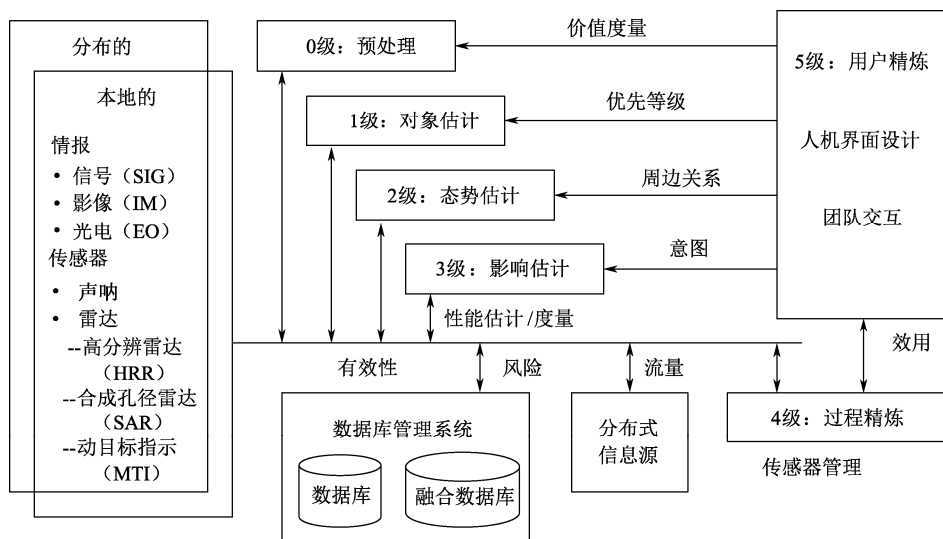 分布的
本地的
情报
• 信号（SIG）
• 影像（IM）
• 光电（EO）
传感器
• 声呐
• 雷达
--高分辨雷达
（HRR）
--合成孔径雷达
（SAR）
--动目标指示
（MTI）
0级：预处理
价值度量
1级：对象估计
优先等级
2级：态势估计
周边关系
3级：影响估计
意图
5级：用户精炼
人机界面设计
团队交互
性能估计/度量
有效性
风险
流量
效用
数据库管理系统
数据库
融合数据库
分布式
信息源
4级：过程精炼
传感器管理